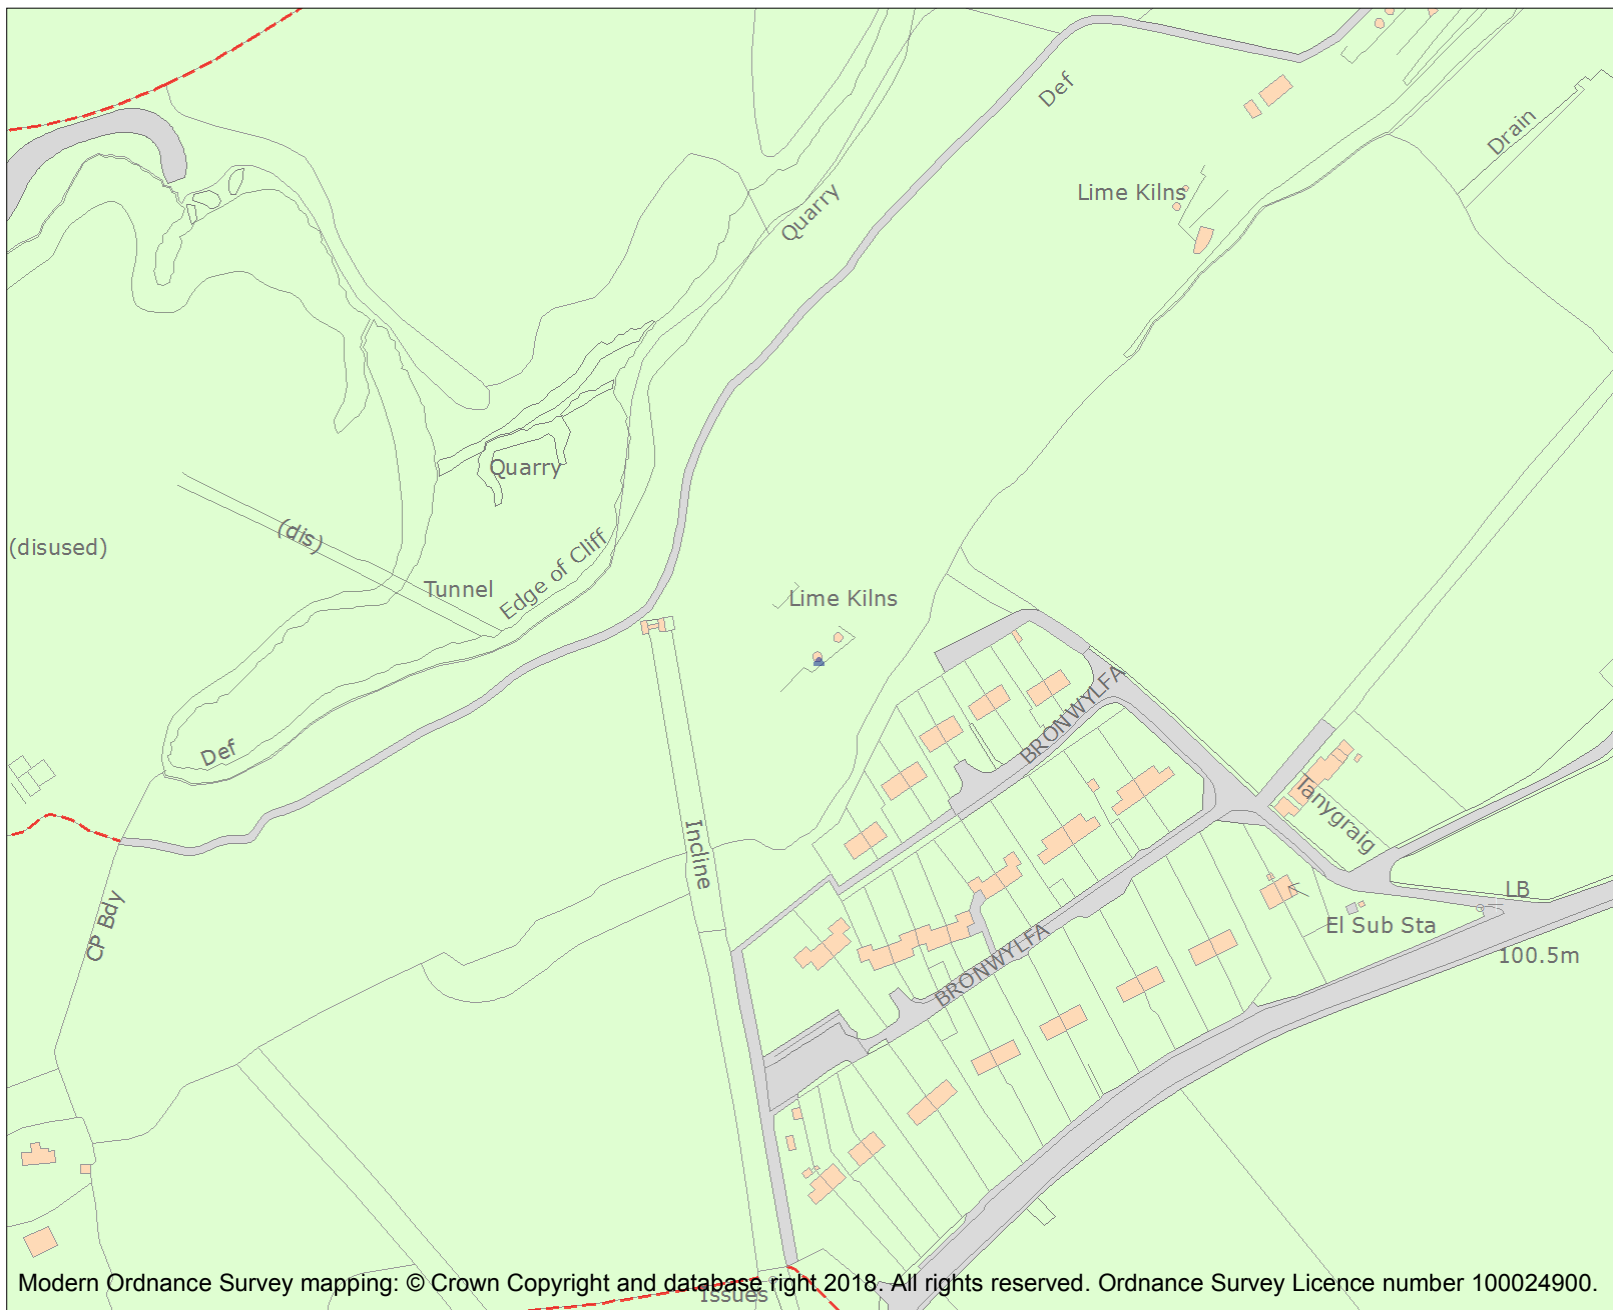 Def
Drain
Lime Kilns
Quarry
Quarry
(dis)
(disused)
Edge of Cliff
Tunnel
Lime Kilns
BRONWYLFA
Def
Tanygraig
Incline
LB
CP Bdy
El Sub Sta
BRONWYLFA
100.5m
Modern Ordnance Survey mapping: © Crown Copyright and database right 2018. All rights reserved. Ordnance Survey Licence number 100024900.
Issues